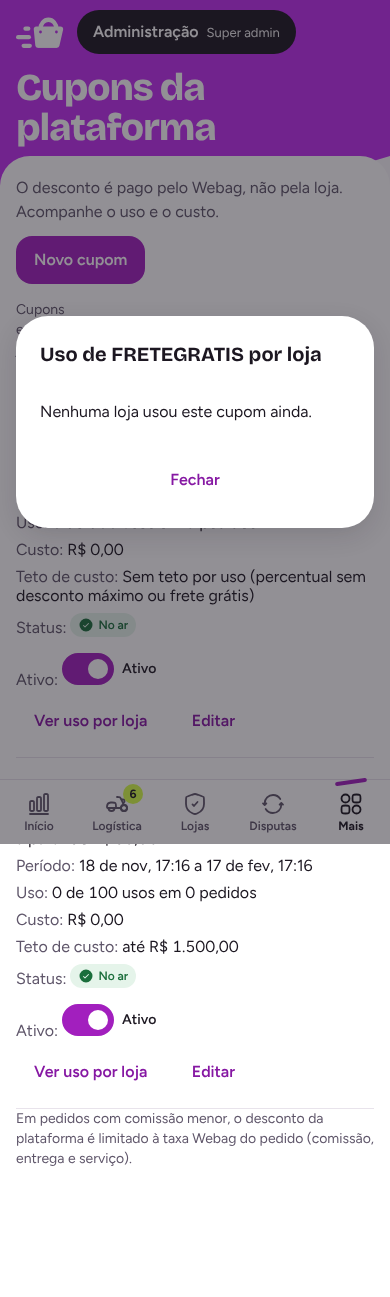 Administração Super admin
Cupons da
plataforma
O desconto é pago pelo Webag, não pela loja.
Acompanhe o uso e o custo.
Novo cupom
Cupons
Uso de FRETEGRATIS por loja
Nenhuma loja usou este cupom ainda.
Fechar
Custo: R$ 0,00
Teto de custo: Sem teto por uso (percentual sem
desconto máximo ou frete grátis)
Status: No ar
Ativo: Ativo
Ver uso por loja Editar
6
Início Logística Lojas Disputas Mais
Período: 18 de nov, 17:16 a 17 de fev, 17:16
Uso: 0 de 100 usos em 0 pedidos
Custo: R$ 0,00
Teto de custo: até R$ 1.500,00
Status: No ar
Ativo: Ativo
Ver uso por loja Editar
Em pedidos com comissão menor, o desconto da
plataforma é limitado à taxa Webag do pedido (comissão,
entrega e serviço).